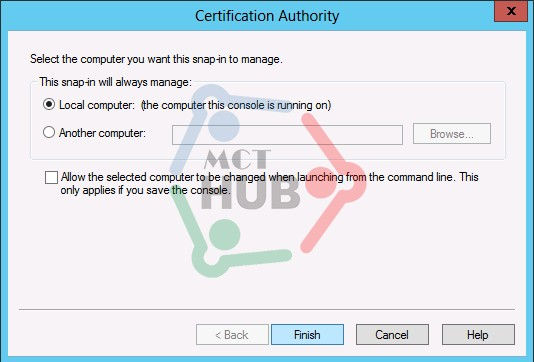 Certification Authority
x
Select the computer you want this snap-in to manage.
This snap-in will always manage:
Local computer: (the computer this console is running on)
Another computer:
Browse...
MCT
HUB
Allow the selected computer to be changed when launching from the command line. This
only applies if you save the console.
< Back
Finish
Cancel
Help